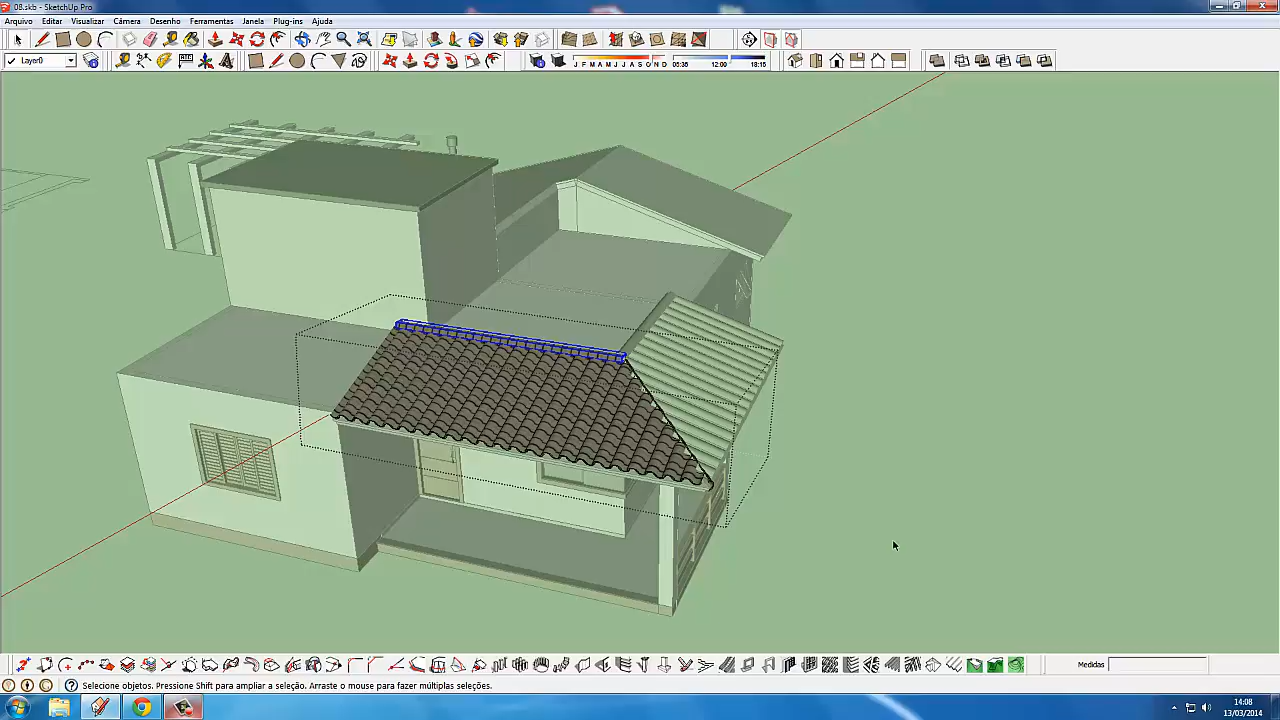 08.skb - SketchUp Pro
Arquivo Editar Visualizar Câmera Desenho Ferramentas Janela Plug-ins Ajuda
Layer0
J F M A M J J A S O N D
06:36 12:00 18:15
Medidas
Selecione objetos. Pressione Shift para ampliar a seleção. Arraste o mouse para fazer múltiplas seleções.
14:08
13/03/2014